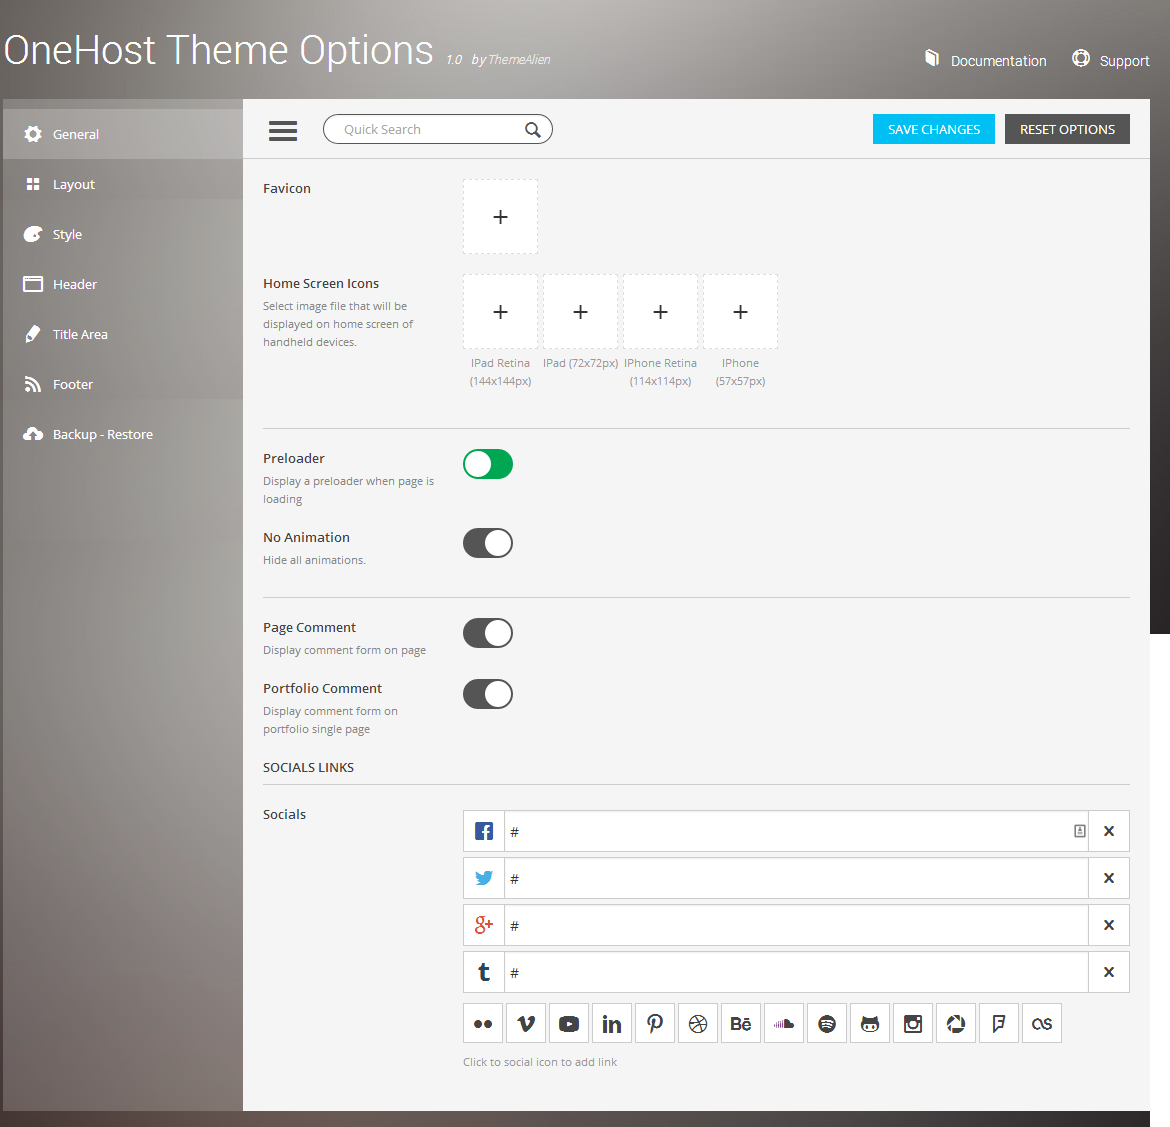 OneHost Theme Options 1.0 by ThemeAlien
Documentation
Support
General
Layout
Style
Header
Title Area
Footer
Backup - Restore
Quick Search
SAVE CHANGES
RESET OPTIONS
Favicon
+
Home Screen Icons
Select image file that will be
displayed on home screen of
handheld devices.
+ + + +
IPad Retina
(144x144px)
IPad (72x72px)
IPhone Retina
(114x114px)
IPhone
(57x57px)
Preloader
Display a preloader when page is
loading
No Animation
Hide all animations.
Page Comment
Display comment form on page
Portfolio Comment
Display comment form on
portfolio single page
SOCIALS LINKS
Socials
#
#
#
#
Click to social icon to add link